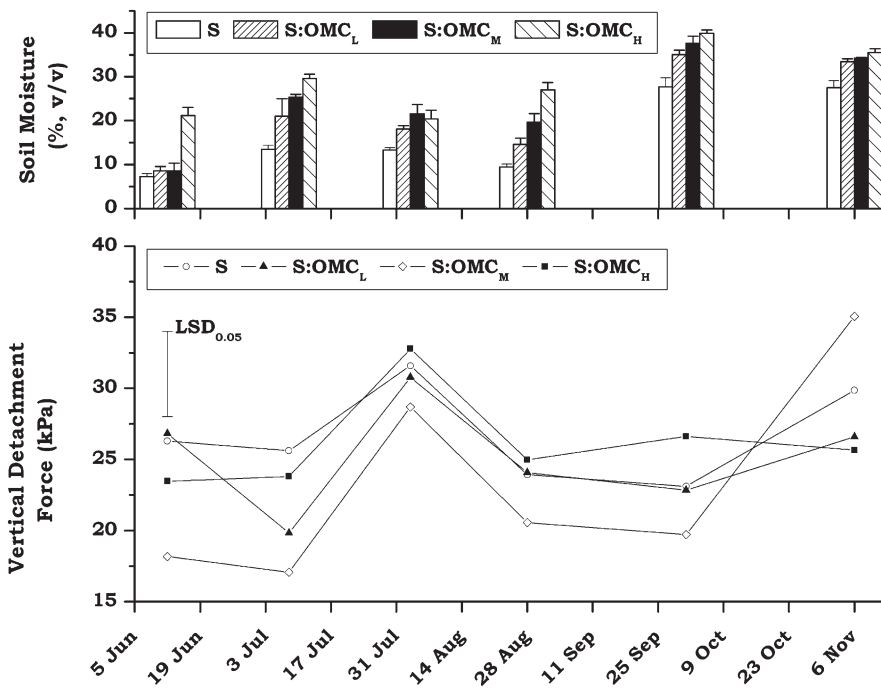 Soil Moisture
(%, v/v)
40
30
20
10
0
S S:OMC_L S:OMC_M S:OMC_H
Vertical Detachment
Force (kPa)
40
35
30
25
20
15
S S:OMC_L S:OMC_M S:OMC_H
LSD_0.05
5 Jun
19 Jun
3 Jul
17 Jul
31 Jul
14 Aug
28 Aug
11 Sep
25 Sep
9 Oct
23 Oct
6 Nov